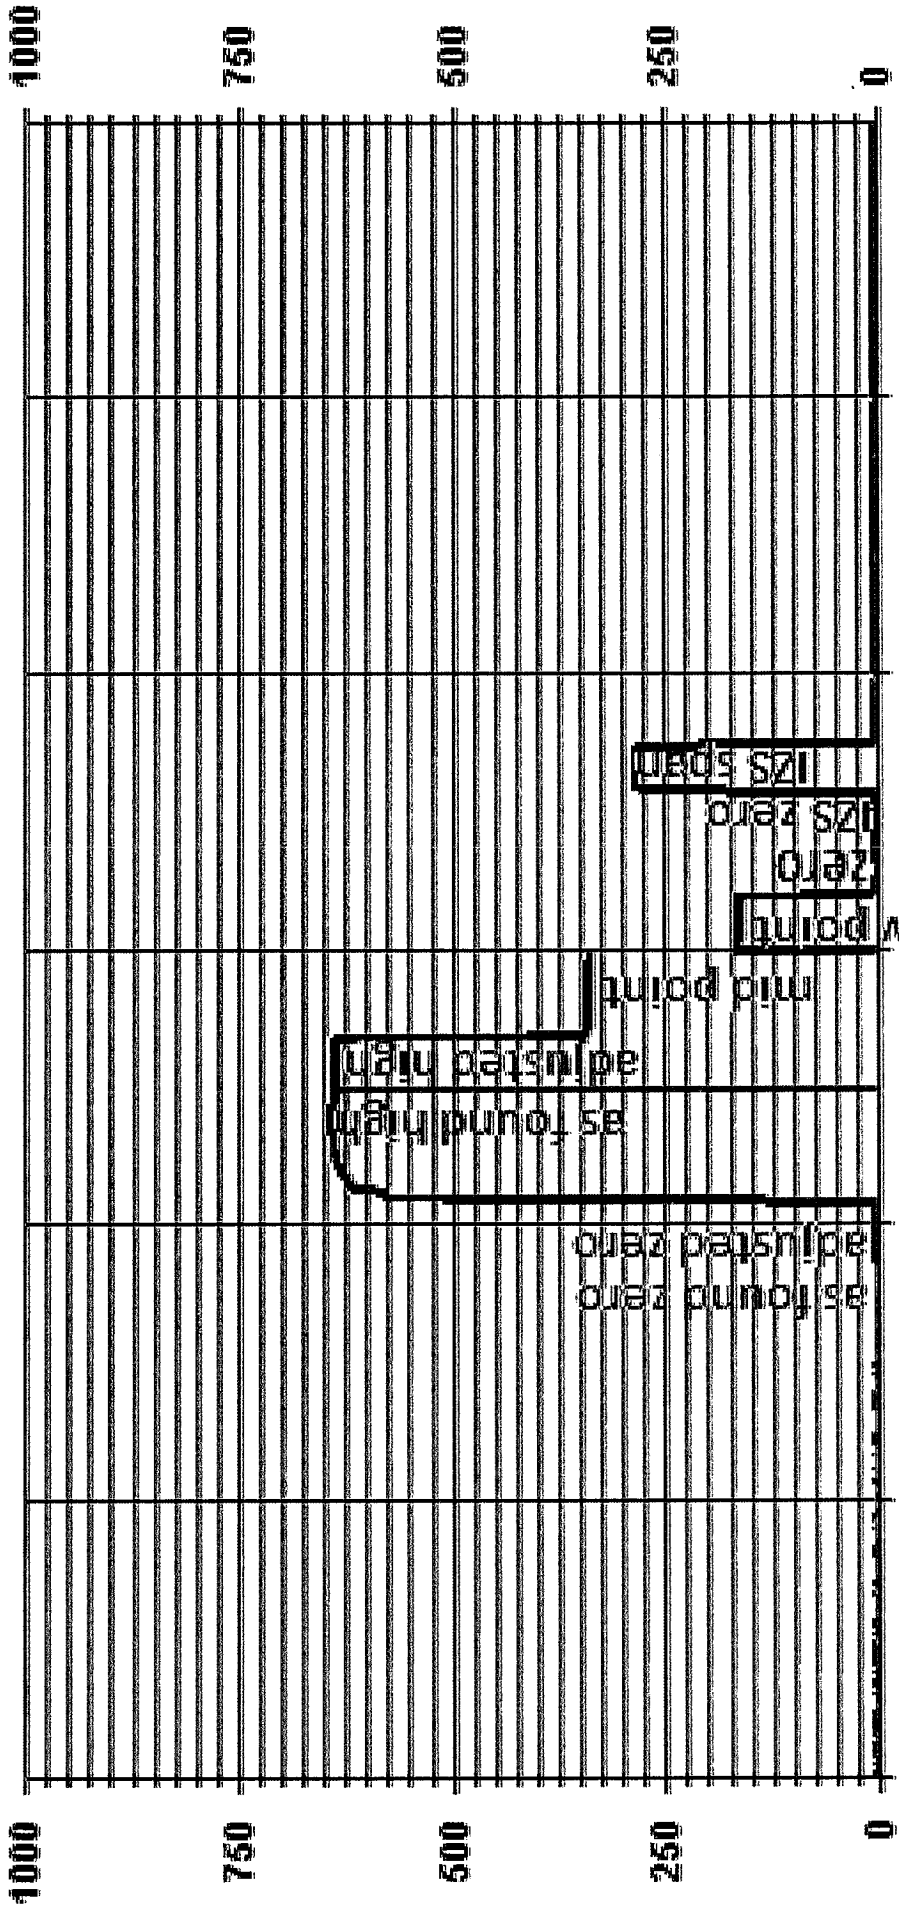 1000
750
500
250
0
as found zero
adjusted zero
as found high
adjusted high
mid point
w point
zero
IZS zero
IZS span
1000
750
500
250
0